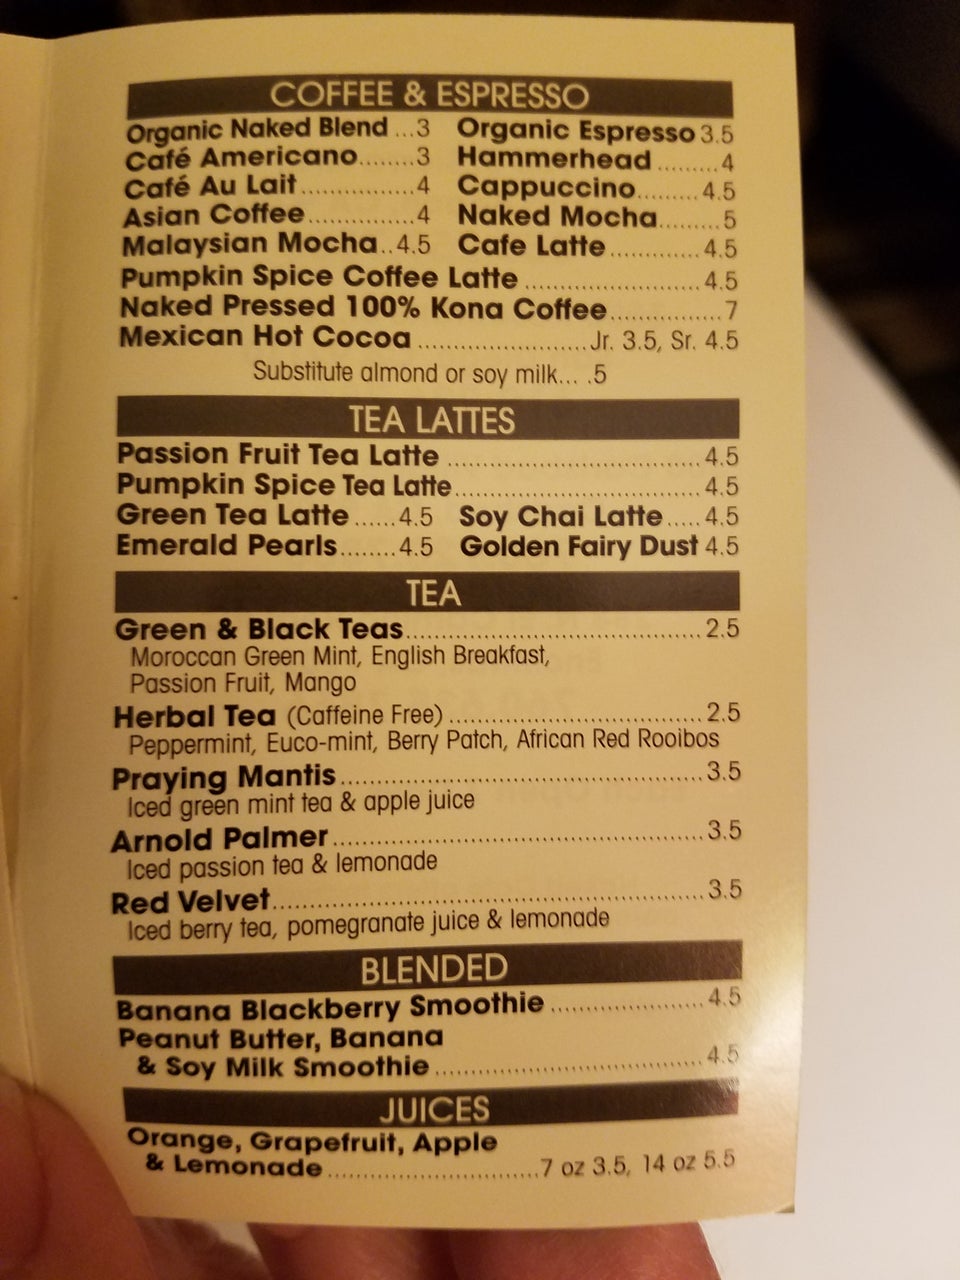 COFFEE & ESPRESSO
Organic Naked Blend ...3 Organic Espresso 3.5
Café Americano........3 Hammerhead .........4
Café Au Lait..............4 Cappuccino.........4.5
Asian Coffee..............4 Naked Mocha.........5
Malaysian Mocha..4.5 Cafe Latte.............4.5
Pumpkin Spice Coffee Latte ..........................4.5
Naked Pressed 100% Kona Coffee................7
Mexican Hot Cocoa ........................Jr. 3.5, Sr. 4.5
Substitute almond or soy milk... .5
TEA LATTES
Passion Fruit Tea Latte ....................................4.5
Pumpkin Spice Tea Latte...................................4.5
Green Tea Latte ......4.5 Soy Chai Latte.....4.5
Emerald Pearls........4.5 Golden Fairy Dust 4.5
TEA
Green & Black Teas..........................................2.5
Moroccan Green Mint, English Breakfast,
Passion Fruit, Mango
Herbal Tea (Caffeine Free) ....................................2.5
Peppermint, Euco-mint, Berry Patch, African Red Rooibos
Praying Mantis...................................................3.5
Iced green mint tea & apple juice
Arnold Palmer....................................................3.5
Iced passion tea & lemonade
Red Velvet.............................................................3.5
Iced berry tea, pomegranate juice & lemonade
BLENDED
Banana Blackberry Smoothie ......................4.5
Peanut Butter, Banana
& Soy Milk Smoothie .....................................4.5
JUICES
Orange, Grapefruit, Apple
& Lemonade ..............................7 oz 3.5, 14 oz 5.5